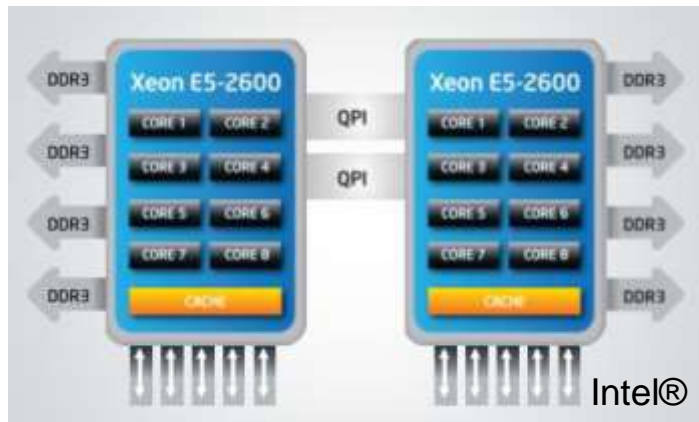 DDR3
DDR3
DDR3
DDR3
Xeon E5-2600
CORE 1 CORE 2
CORE 3 CORE 4
CORE 5 CORE 6
CORE 7 CORE 8
CACHE
QPI
QPI
Xeon E5-2600
CORE 1 CORE 2
CORE 3 CORE 4
CORE 5 CORE 6
CORE 7 CORE 8
CACHE
DDR3
DDR3
DDR3
DDR3
Intel®